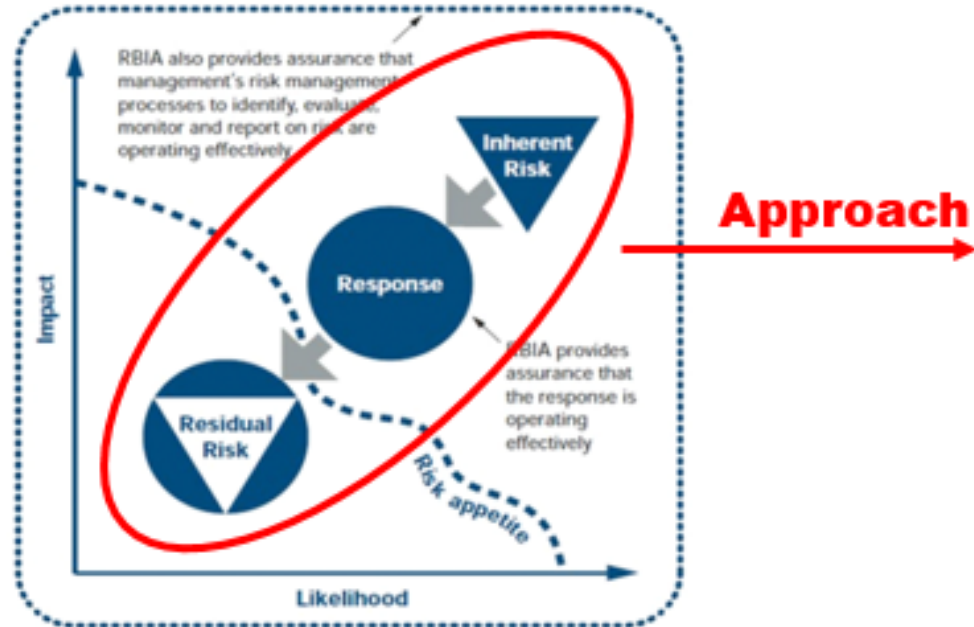 RBIA also provides assurance that
management's risk management
processes to identify, evaluate,
monitor and report on risk are
operating effectively
Inherent
Risk
Approach
Response
Impact
RBIA provides
assurance that
the response is
operating
effectively
Residual
Risk
Risk appetite
Likelihood